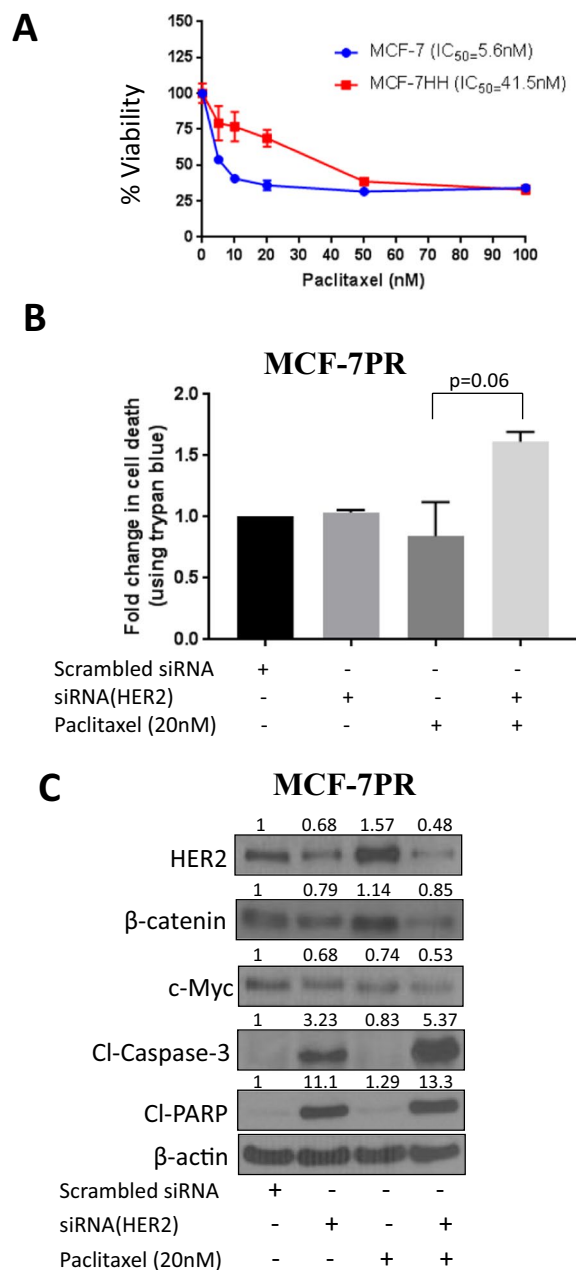 A
150
125
100
75
50
25
0
% Viability
MCF-7 (IC50=5.6nM)
MCF-7HH (IC50=41.5nM)
0 10 20 30 40 50 60 70 80 90 100
Paclitaxel (nM)
B
MCF-7PR
p=0.06
2.0
1.5
1.0
0.5
0.0
Fold change in cell death
(using trypan blue)
Scrambled siRNA + - - -
siRNA(HER2) - + - +
Paclitaxel (20nM) - - + +
C
MCF-7PR
1 0.68 1.57 0.48
HER2
1 0.79 1.14 0.85
β-catenin
1 0.68 0.74 0.53
c-Myc
1 3.23 0.83 5.37
Cl-Caspase-3
1 11.1 1.29 13.3
Cl-PARP
β-actin
Scrambled siRNA + - - -
siRNA(HER2) - + - +
Paclitaxel (20nM) - - + +